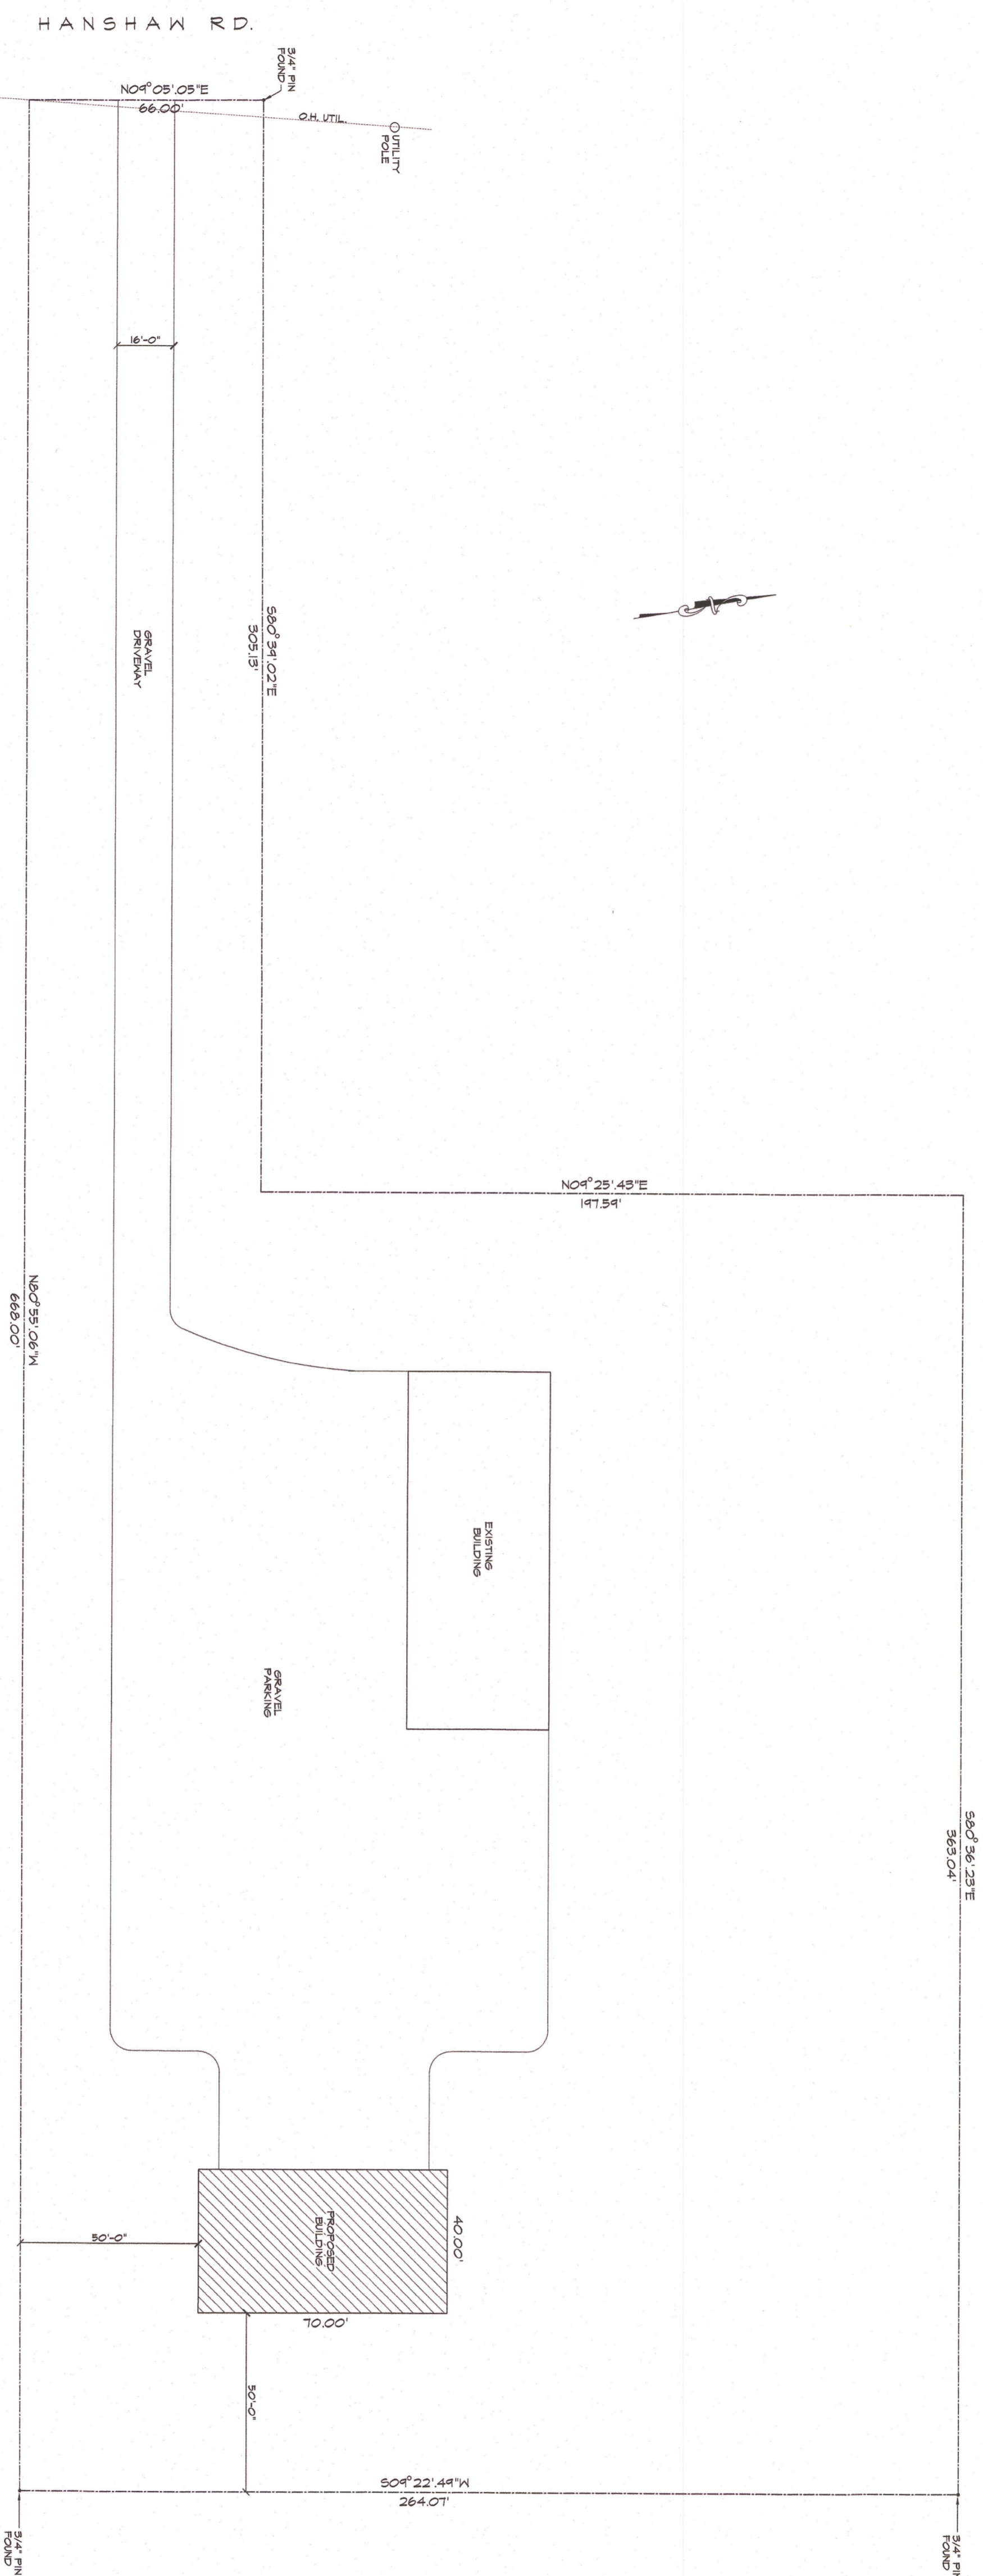 HANSHAW RD.
3/4" PIN
FOUND
N09°05'.05"E
66.00'
O.H. UTIL.
UTILITY
POLE
16'-0"
GRAVEL
DRIVEWAY
S80°39'.02"E
305.13'
N09°25'.43"E
197.59'
N80°55'.06"W
668.00'
EXISTING
BUILDING
GRAVEL
PARKING
S80°36'.23"E
363.04'
PROPOSED
BUILDING
40.00'
70.00'
50'-0"
50'-0"
S09°22'.49"W
264.07'
3/4" PIN
FOUND
3/4" PIN
FOUND